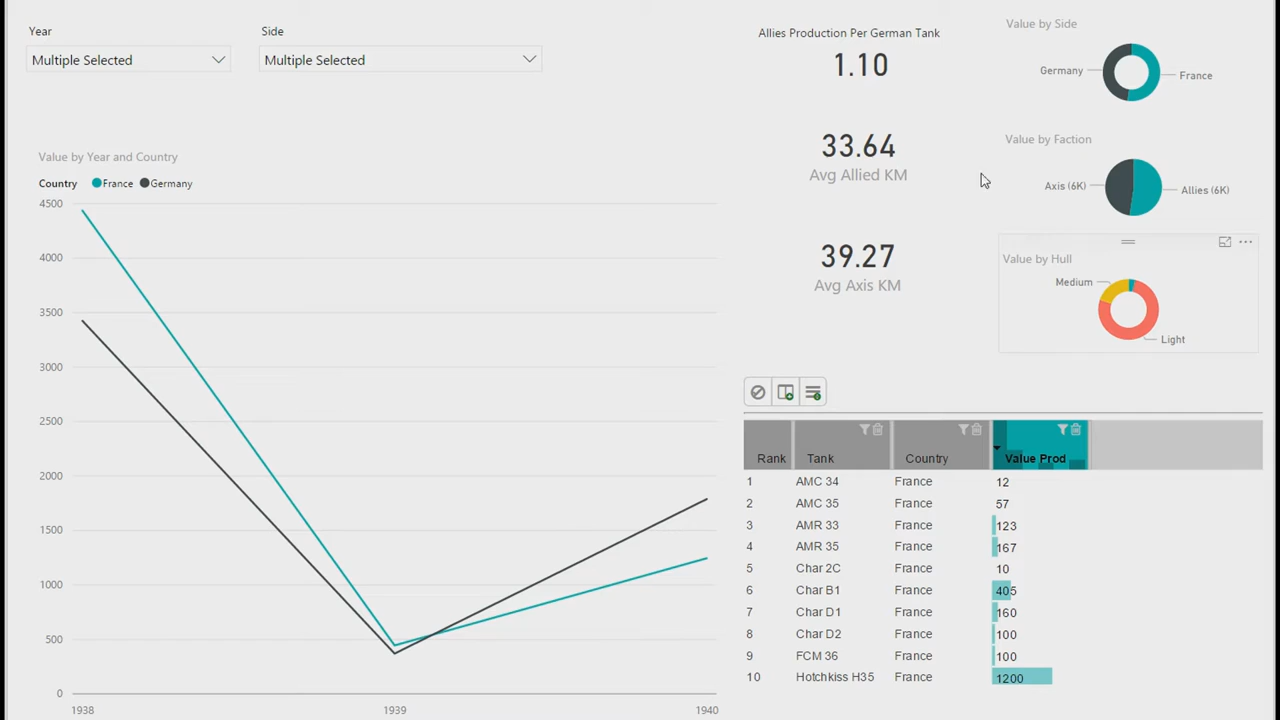 Year
Side
Multiple Selected
Multiple Selected
Allies Production Per German Tank
1.10
33.64
Avg Allied KM
39.27
Avg Axis KM
Value by Side
Germany
France
Value by Faction
Axis (6K)
Allies (6K)
Value by Hull
Medium
Light
Value by Year and Country
Country France Germany
4500
4000
3500
3000
2500
2000
1500
1000
500
0
1938 1939 1940
Rank Tank Country Value Prod
1 AMC 34 France 12
2 AMC 35 France 57
3 AMR 33 France 123
4 AMR 35 France 167
5 Char 2C France 10
6 Char B1 France 405
7 Char D1 France 160
8 Char D2 France 100
9 FCM 36 France 100
10 Hotchkiss H35 France 1200